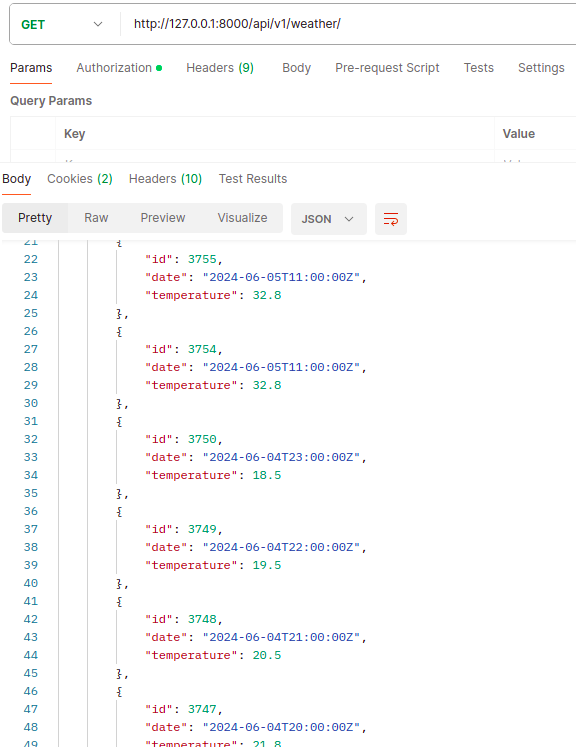 GET http://127.0.0.1:8000/api/v1/weather/
Params Authorization Headers (9) Body Pre-request Script Tests Settings
Query Params
Key Value
Body Cookies (2) Headers (10) Test Results
Pretty Raw Preview Visualize JSON
21 {
22 "id": 3755,
23 "date": "2024-06-05T11:00:00Z",
24 "temperature": 32.8
25 },
26 {
27 "id": 3754,
28 "date": "2024-06-05T11:00:00Z",
29 "temperature": 32.8
30 },
31 {
32 "id": 3750,
33 "date": "2024-06-04T23:00:00Z",
34 "temperature": 18.5
35 },
36 {
37 "id": 3749,
38 "date": "2024-06-04T22:00:00Z",
39 "temperature": 19.5
40 },
41 {
42 "id": 3748,
43 "date": "2024-06-04T21:00:00Z",
44 "temperature": 20.5
45 },
46 {
47 "id": 3747,
48 "date": "2024-06-04T20:00:00Z",
49 "temperature": 21.8